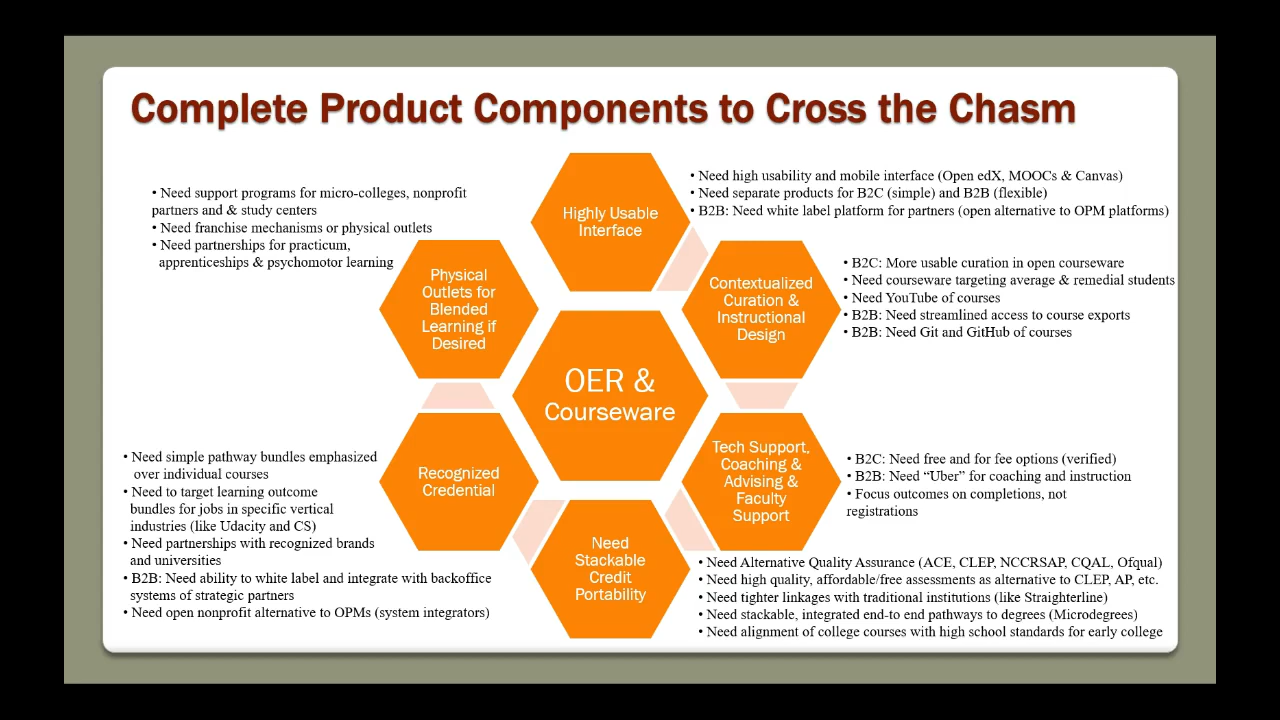 Complete Product Components to Cross the Chasm
• Need support programs for micro-colleges, nonprofit
partners and & study centers
• Need franchise mechanisms or physical outlets
• Need partnerships for practicum,
apprenticeships & psychomotor learning
Highly Usable
Interface
• Need high usability and mobile interface (Open edX, MOOCs & Canvas)
• Need separate products for B2C (simple) and B2B (flexible)
• B2B: Need white label platform for partners (open alternative to OPM platforms)
Physical
Outlets for
Blended
Learning if
Desired
Contextualized
Curation &
Instructional
Design
• B2C: More usable curation in open courseware
• Need courseware targeting average & remedial students
• Need YouTube of courses
• B2B: Need streamlined access to course exports
• B2B: Need Git and GitHub of courses
OER &
Courseware
• Need simple pathway bundles emphasized
over individual courses
• Need to target learning outcome
bundles for jobs in specific vertical
industries (like Udacity and CS)
• Need partnerships with recognized brands
and universities
• B2B: Need ability to white label and integrate with backoffice
systems of strategic partners
• Need open nonprofit alternative to OPMs (system integrators)
Recognized
Credential
Tech Support,
Coaching &
Advising &
Faculty
Support
• B2C: Need free and for fee options (verified)
• B2B: Need “Uber” for coaching and instruction
• Focus outcomes on completions, not
registrations
Need
Stackable
Credit
Portability
• Need Alternative Quality Assurance (ACE, CLEP, NCCRSAP, CQAL, Ofqual)
• Need high quality, affordable/free assessments as alternative to CLEP, AP, etc.
• Need tighter linkages with traditional institutions (like Straighterline)
• Need stackable, integrated end-to end pathways to degrees (Microdegrees)
• Need alignment of college courses with high school standards for early college